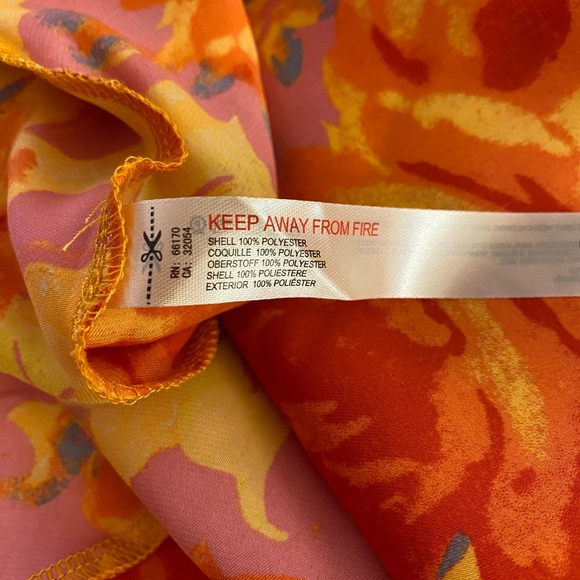 RN: 66170
CA: 32054
KEEP AWAY FROM FIRE
SHELL 100% POLYESTER
COQUILLE 100% POLYESTER
OBERSTOFF 100% POLYESTER
SHELL 100% POLIESTERE
EXTERIOR 100% POLIÉSTER